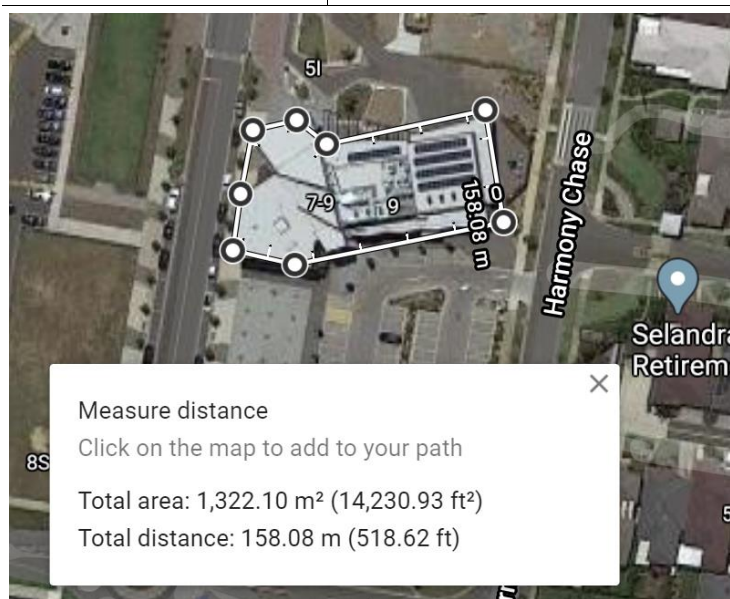 5I
7-9
9
158.08 m
Harmony Chase
Selandra
Retirem
Measure distance
Click on the map to add to your path
8S
Total area: 1,322.10 m² (14,230.93 ft²)
5
Total distance: 158.08 m (518.62 ft)